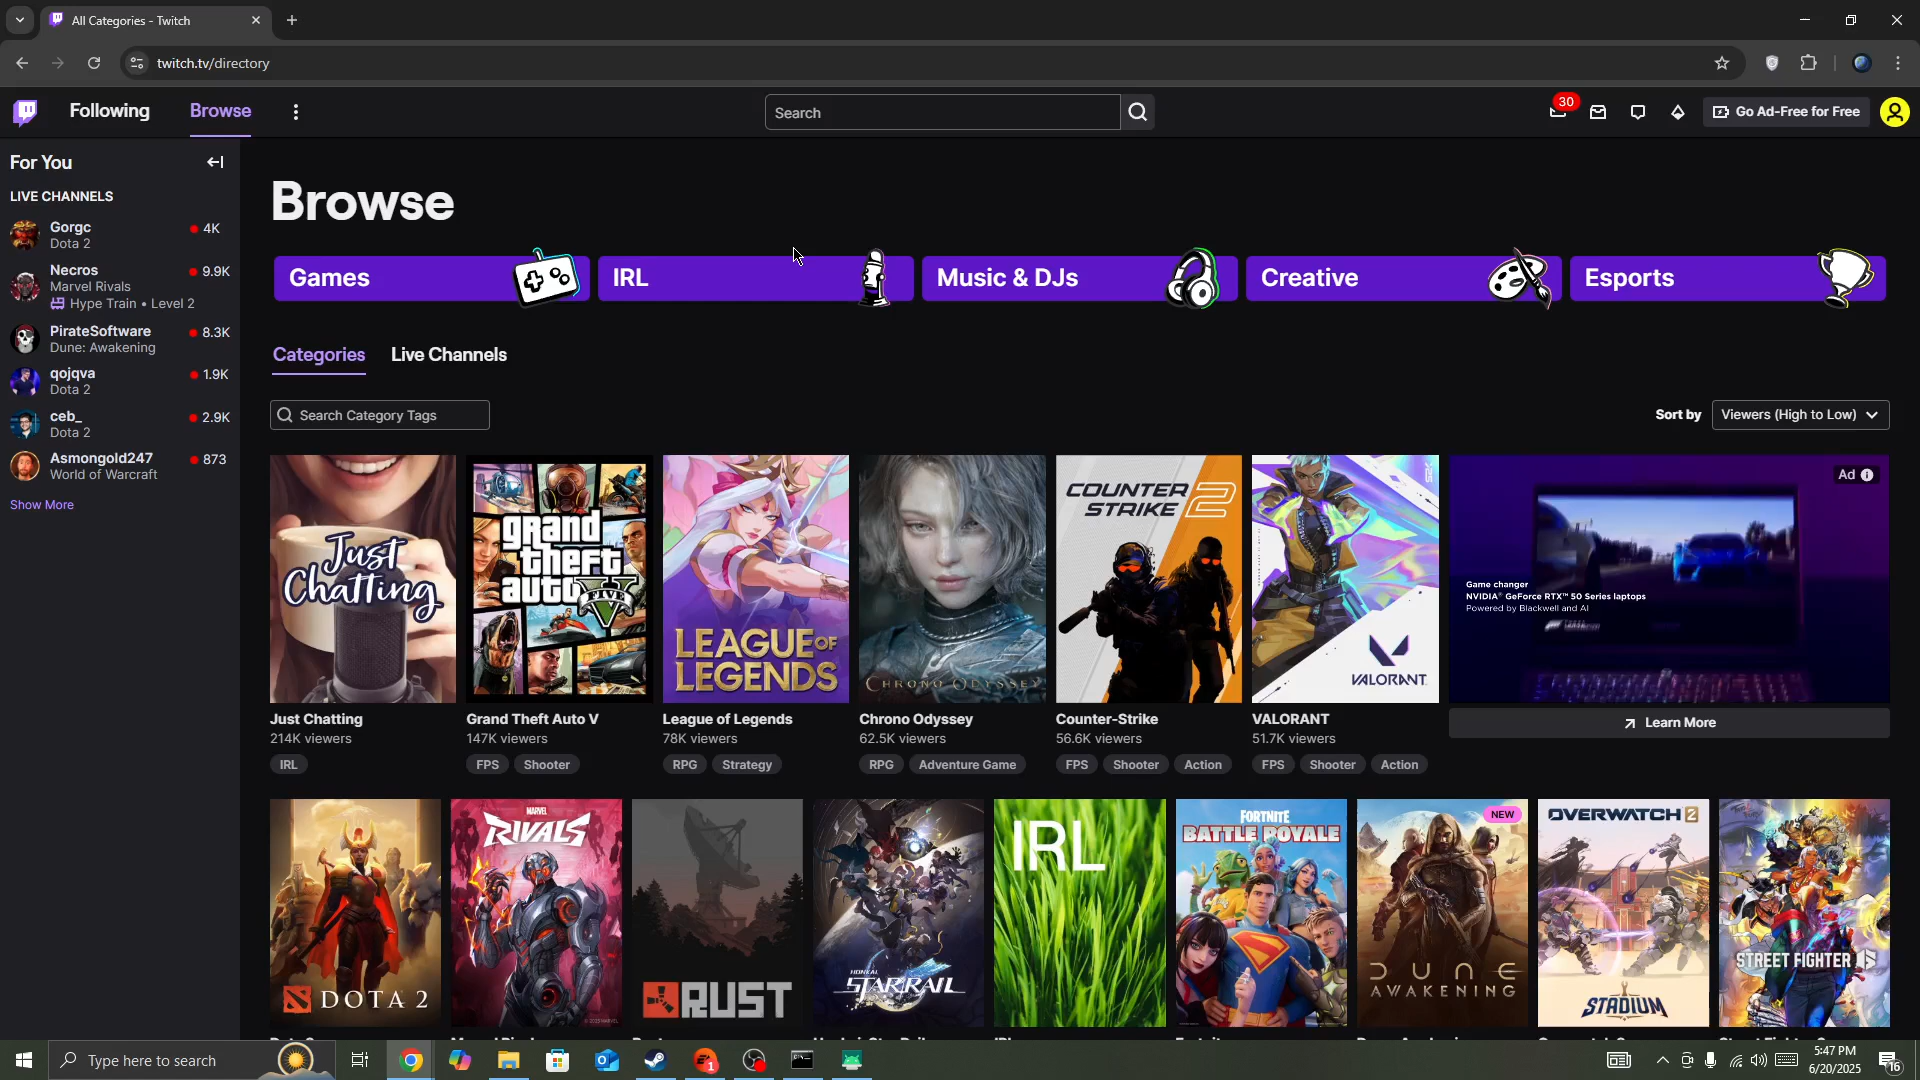 All Categories - Twitch
twitch.tv/directory
Following
Browse
Search
30
Go Ad-Free for Free
For You
LIVE CHANNELS
Gorgc
4K
Dota 2
Necros
9.9K
Marvel Rivals
Hype Train • Level 2
PirateSoftware
8.3K
Dune: Awakening
qojqva
1.9K
Dota 2
ceb_
2.9K
Dota 2
Asmongold247
873
World of Warcraft
Show More
Browse
Games
IRL
Music & DJs
Creative
Esports
Categories
Live Channels
Search Category Tags
Sort by
Viewers (High to Low)
Just
Chatting
grand
theft
auto
FIVE
LEAGUE OF
LEGENDS
CHRONO ODYSSEY
COUNTER
STRIKE 2
VALORANT
Ad
Game changer
NVIDIA® GeForce RTX™ 50 Series laptops
Powered by Blackwell and AI
Learn More
Just Chatting
214K viewers
IRL
Grand Theft Auto V
147K viewers
FPS
Shooter
League of Legends
78K viewers
RPG
Strategy
Chrono Odyssey
62.5K viewers
RPG
Adventure Game
Counter-Strike
56.6K viewers
FPS
Shooter
Action
VALORANT
51.7K viewers
FPS
Shooter
Action
DOTA 2
MARVEL
RIVALS
RUST
HONKAI
STAR RAIL
IRL
FORTNITE
BATTLE ROYALE
NEW
DUNE
AWAKENING
OVERWATCH 2
STADIUM
STREET FIGHTER 6
Type here to search
1
5:47 PM
6/20/2025
16